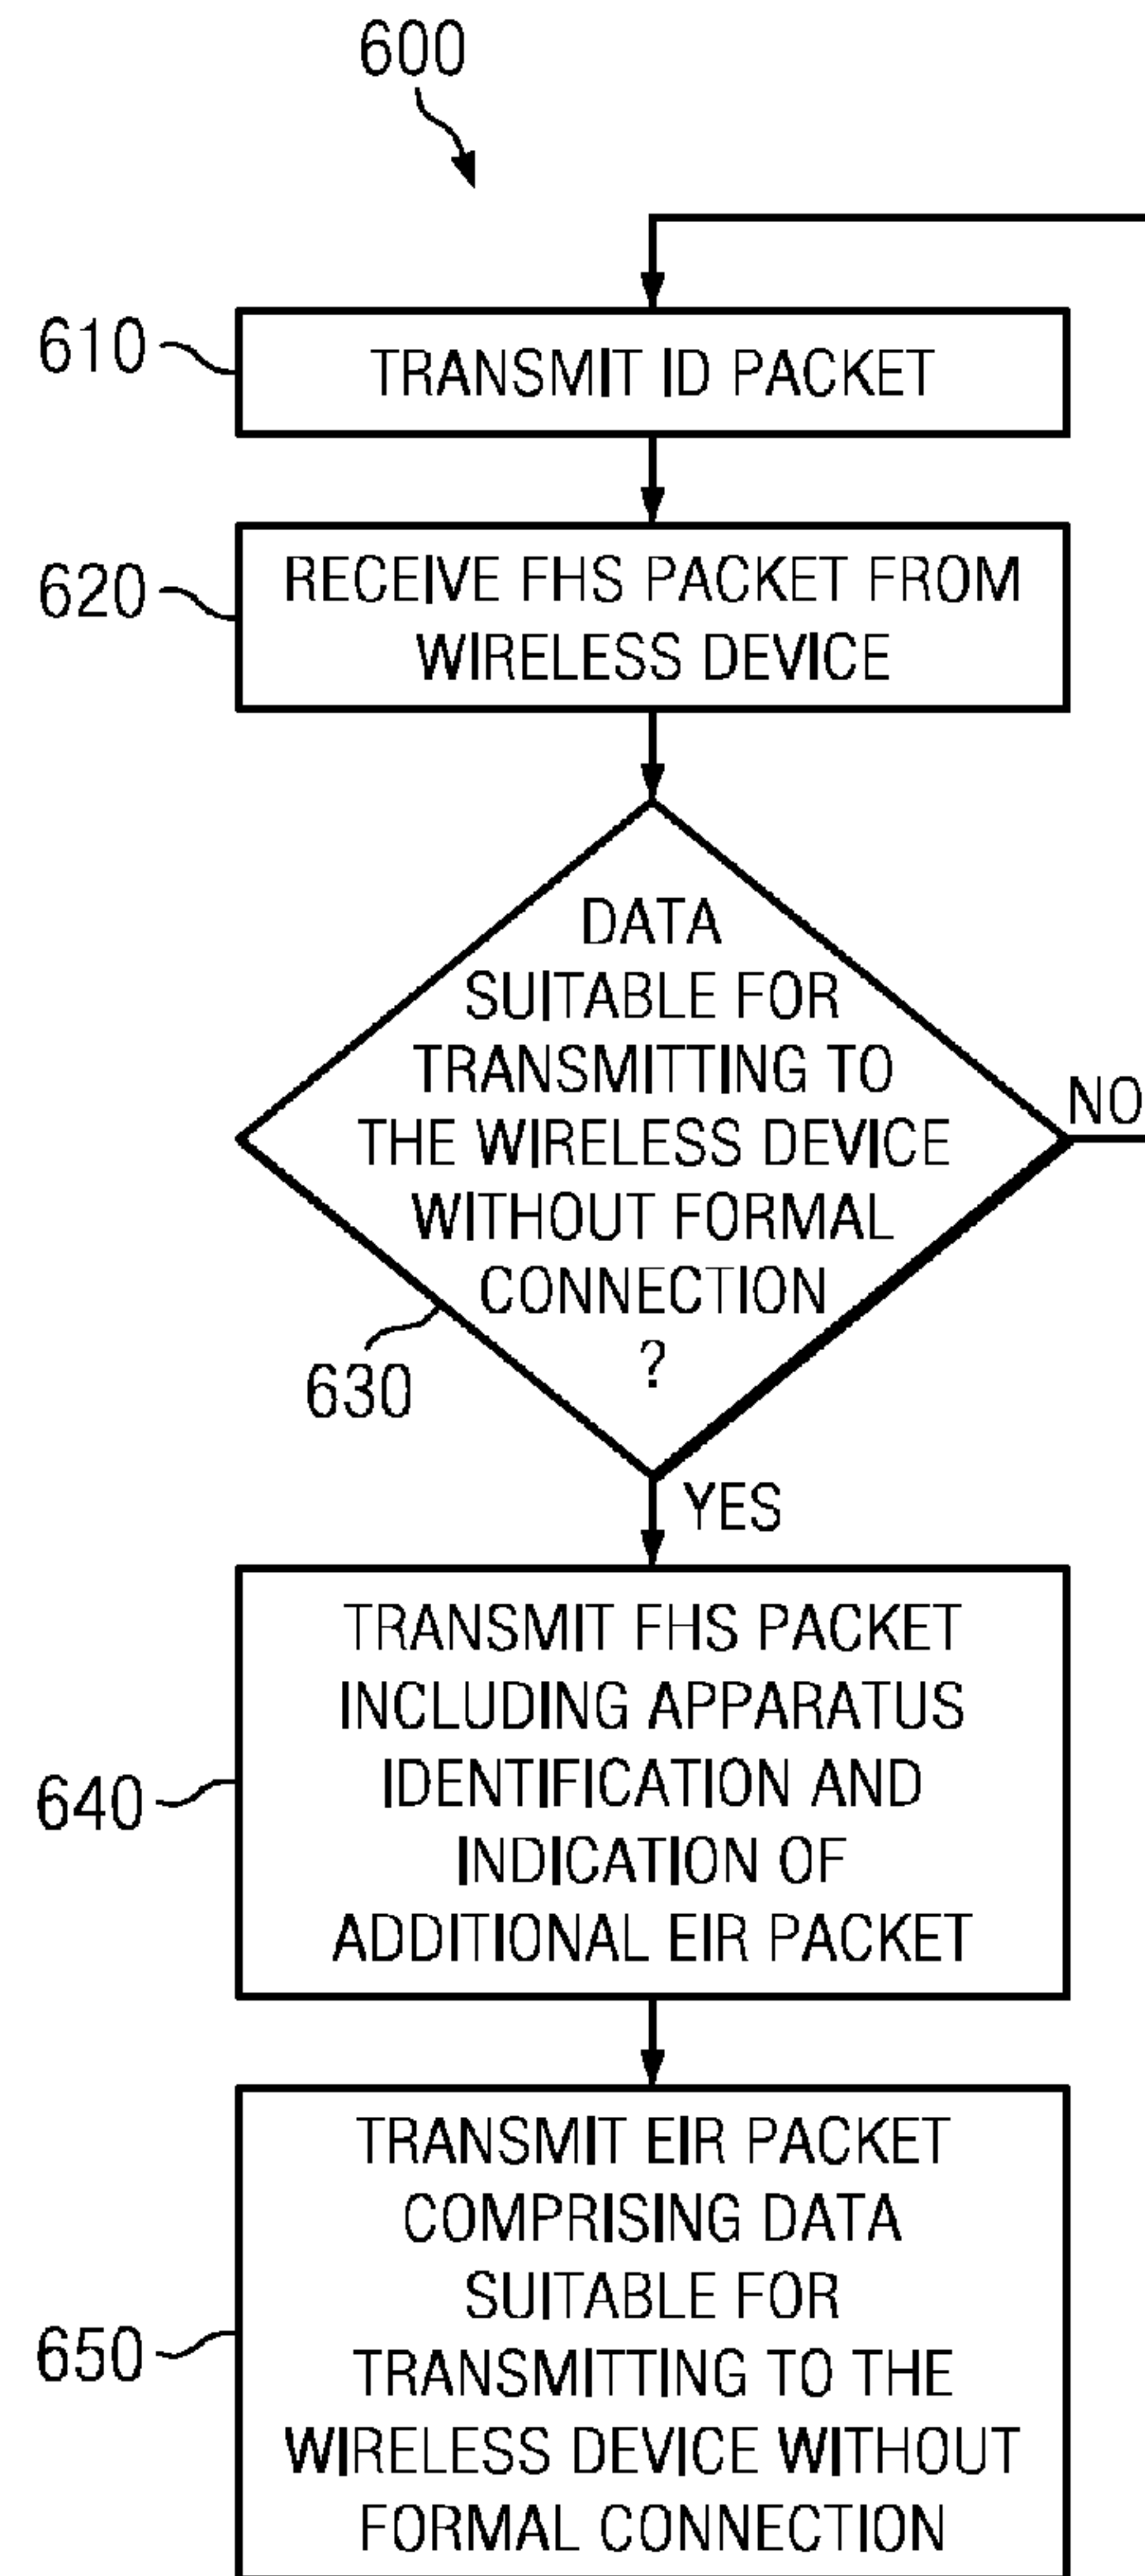 600
610
TRANSMIT ID PACKET
620
RECEIVE FHS PACKET FROM
WIRELESS DEVICE
DATA
SUITABLE FOR
TRANSMITTING TO
THE WIRELESS DEVICE
WITHOUT FORMAL
CONNECTION
?
NO
630
YES
640
TRANSMIT FHS PACKET
INCLUDING APPARATUS
IDENTIFICATION AND
INDICATION OF
ADDITIONAL EIR PACKET
650
TRANSMIT EIR PACKET
COMPRISING DATA
SUITABLE FOR
TRANSMITTING TO THE
WIRELESS DEVICE WITHOUT
FORMAL CONNECTION